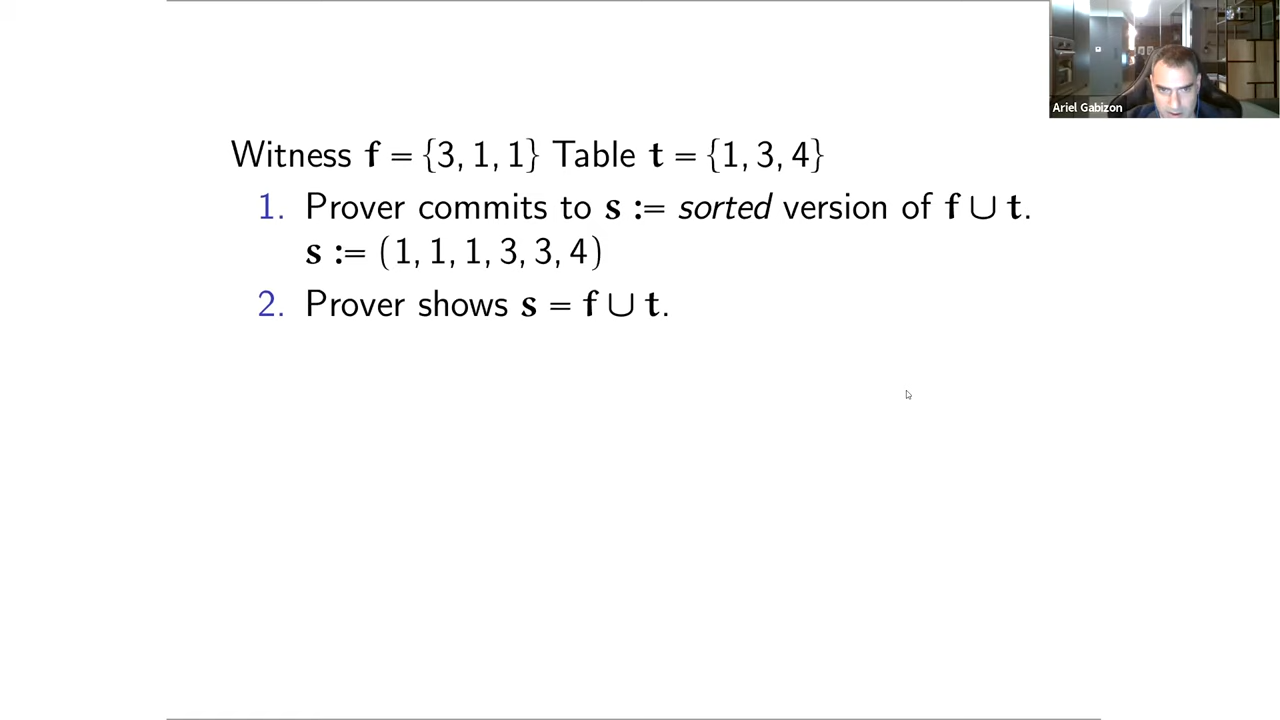 Ariel Gabizon
Witness f = {3, 1, 1} Table t = {1, 3, 4}
1. Prover commits to s := sorted version of f ∪ t.
s := (1, 1, 1, 3, 3, 4)
2. Prover shows s = f ∪ t.